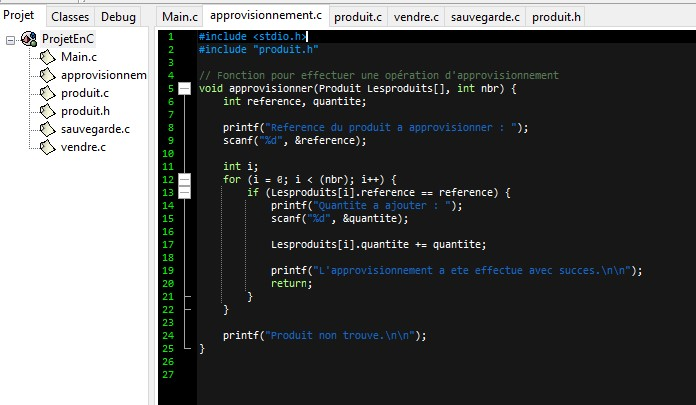 Projet Classes Debug
ProjetEnC
Main.c
approvisionnem
produit.c
produit.h
sauvegarde.c
vendre.c
Main.c approvisionnement.c produit.c vendre.c sauvegarde.c produit.h
1 #include <stdio.h>
2 #include "produit.h"
3
4 // Fonction pour effectuer une opération d'approvisionnement
5 void approvisionner(Produit Lesproduits[], int nbr) {
6 int reference, quantite;
7
8 printf("Reference du produit a approvisionner : ");
9 scanf("%d", &reference);
10
11 int i;
12 for (i = 0; i < (nbr); i++) {
13 if (Lesproduits[i].reference == reference) {
14 printf("Quantite a ajouter : ");
15 scanf("%d", &quantite);
16
17 Lesproduits[i].quantite += quantite;
18
19 printf("L'approvisionnement a ete effectue avec succes.\n\n");
20 return;
21 }
22 }
23
24 printf("Produit non trouve.\n\n");
25 }
26
27